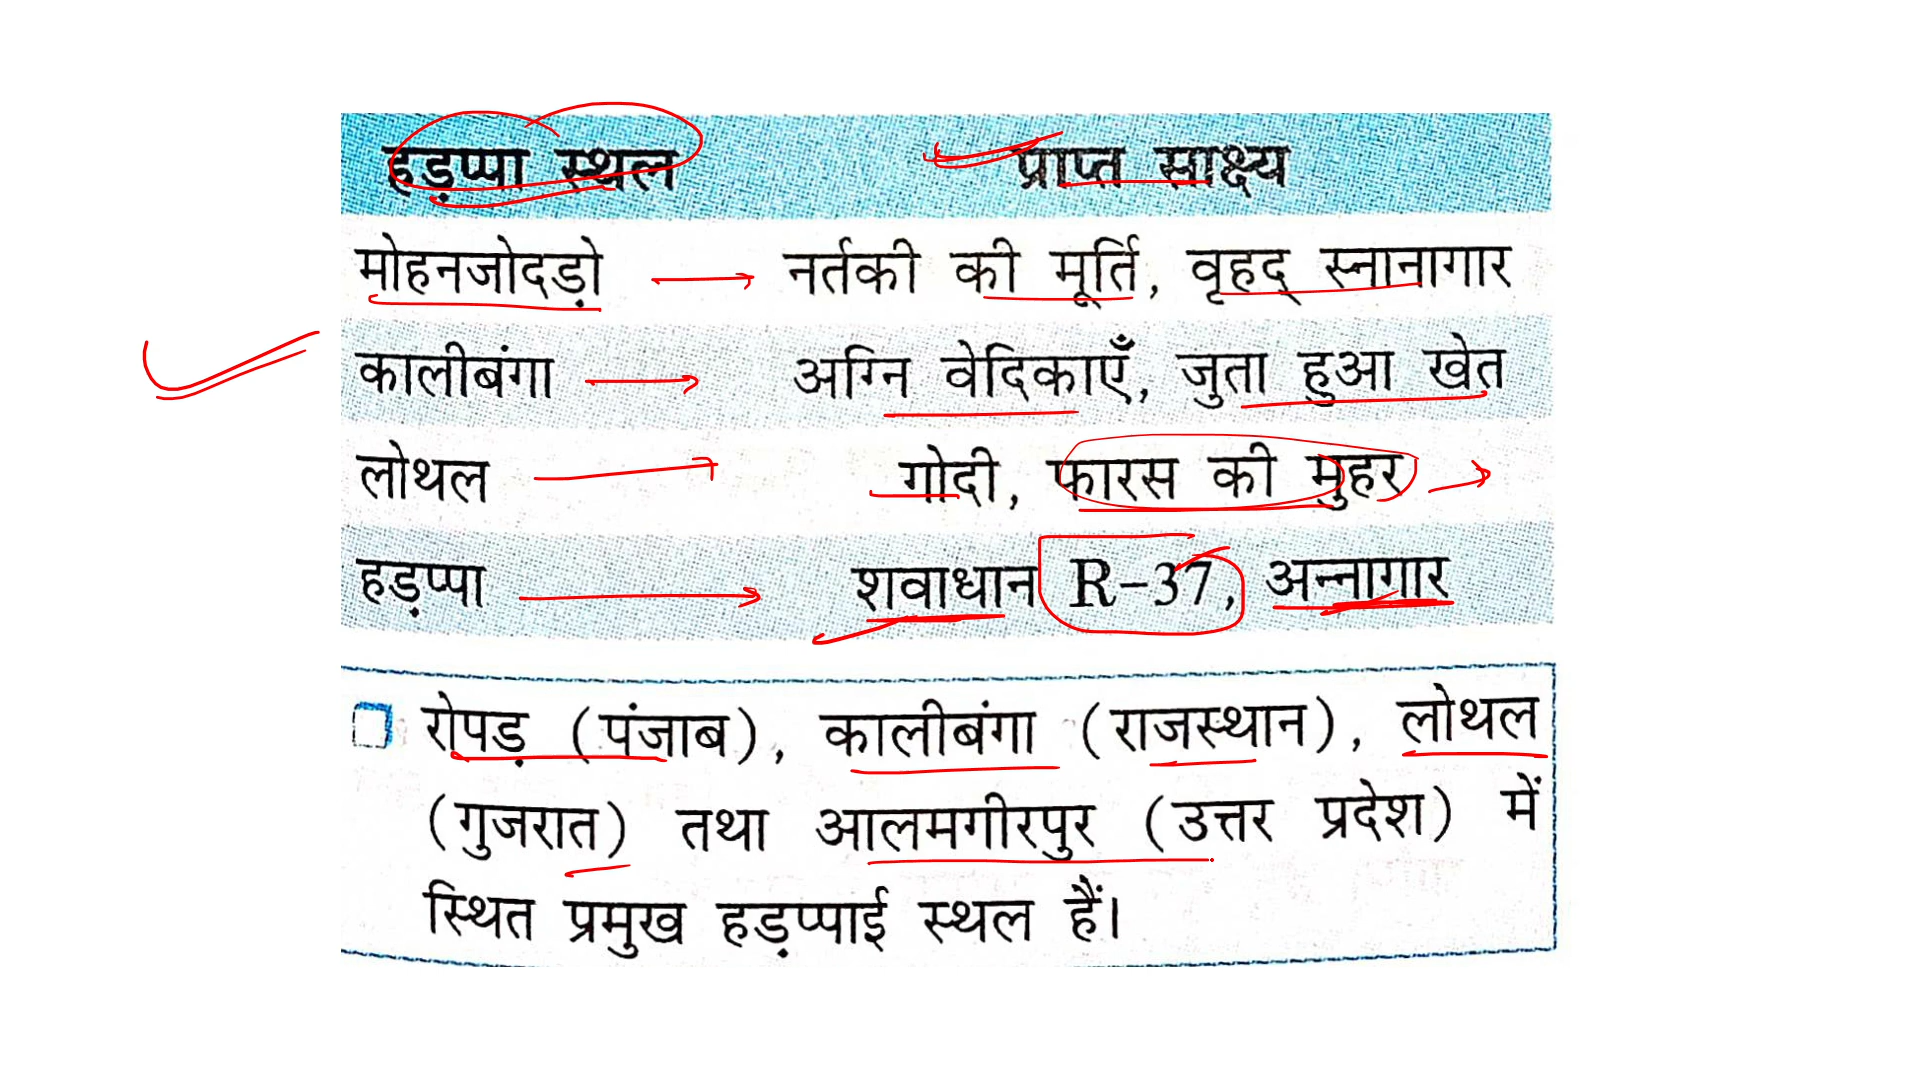 हड़प्पा स्थल प्राप्त साक्ष्य
मोहनजोदड़ो नर्तकी की मूर्ति, वृहद् स्नानागार
कालीबंगा अग्नि वेदिकाएँ, जुता हुआ खेत
लोथल गोदी, फारस की मुहर
हड़प्पा शवाधान R-37, अन्नागार
रोपड़ (पंजाब), कालीबंगा (राजस्थान), लोथल
(गुजरात) तथा आलमगीरपुर (उत्तर प्रदेश) में
स्थित प्रमुख हड़प्पाई स्थल हैं।